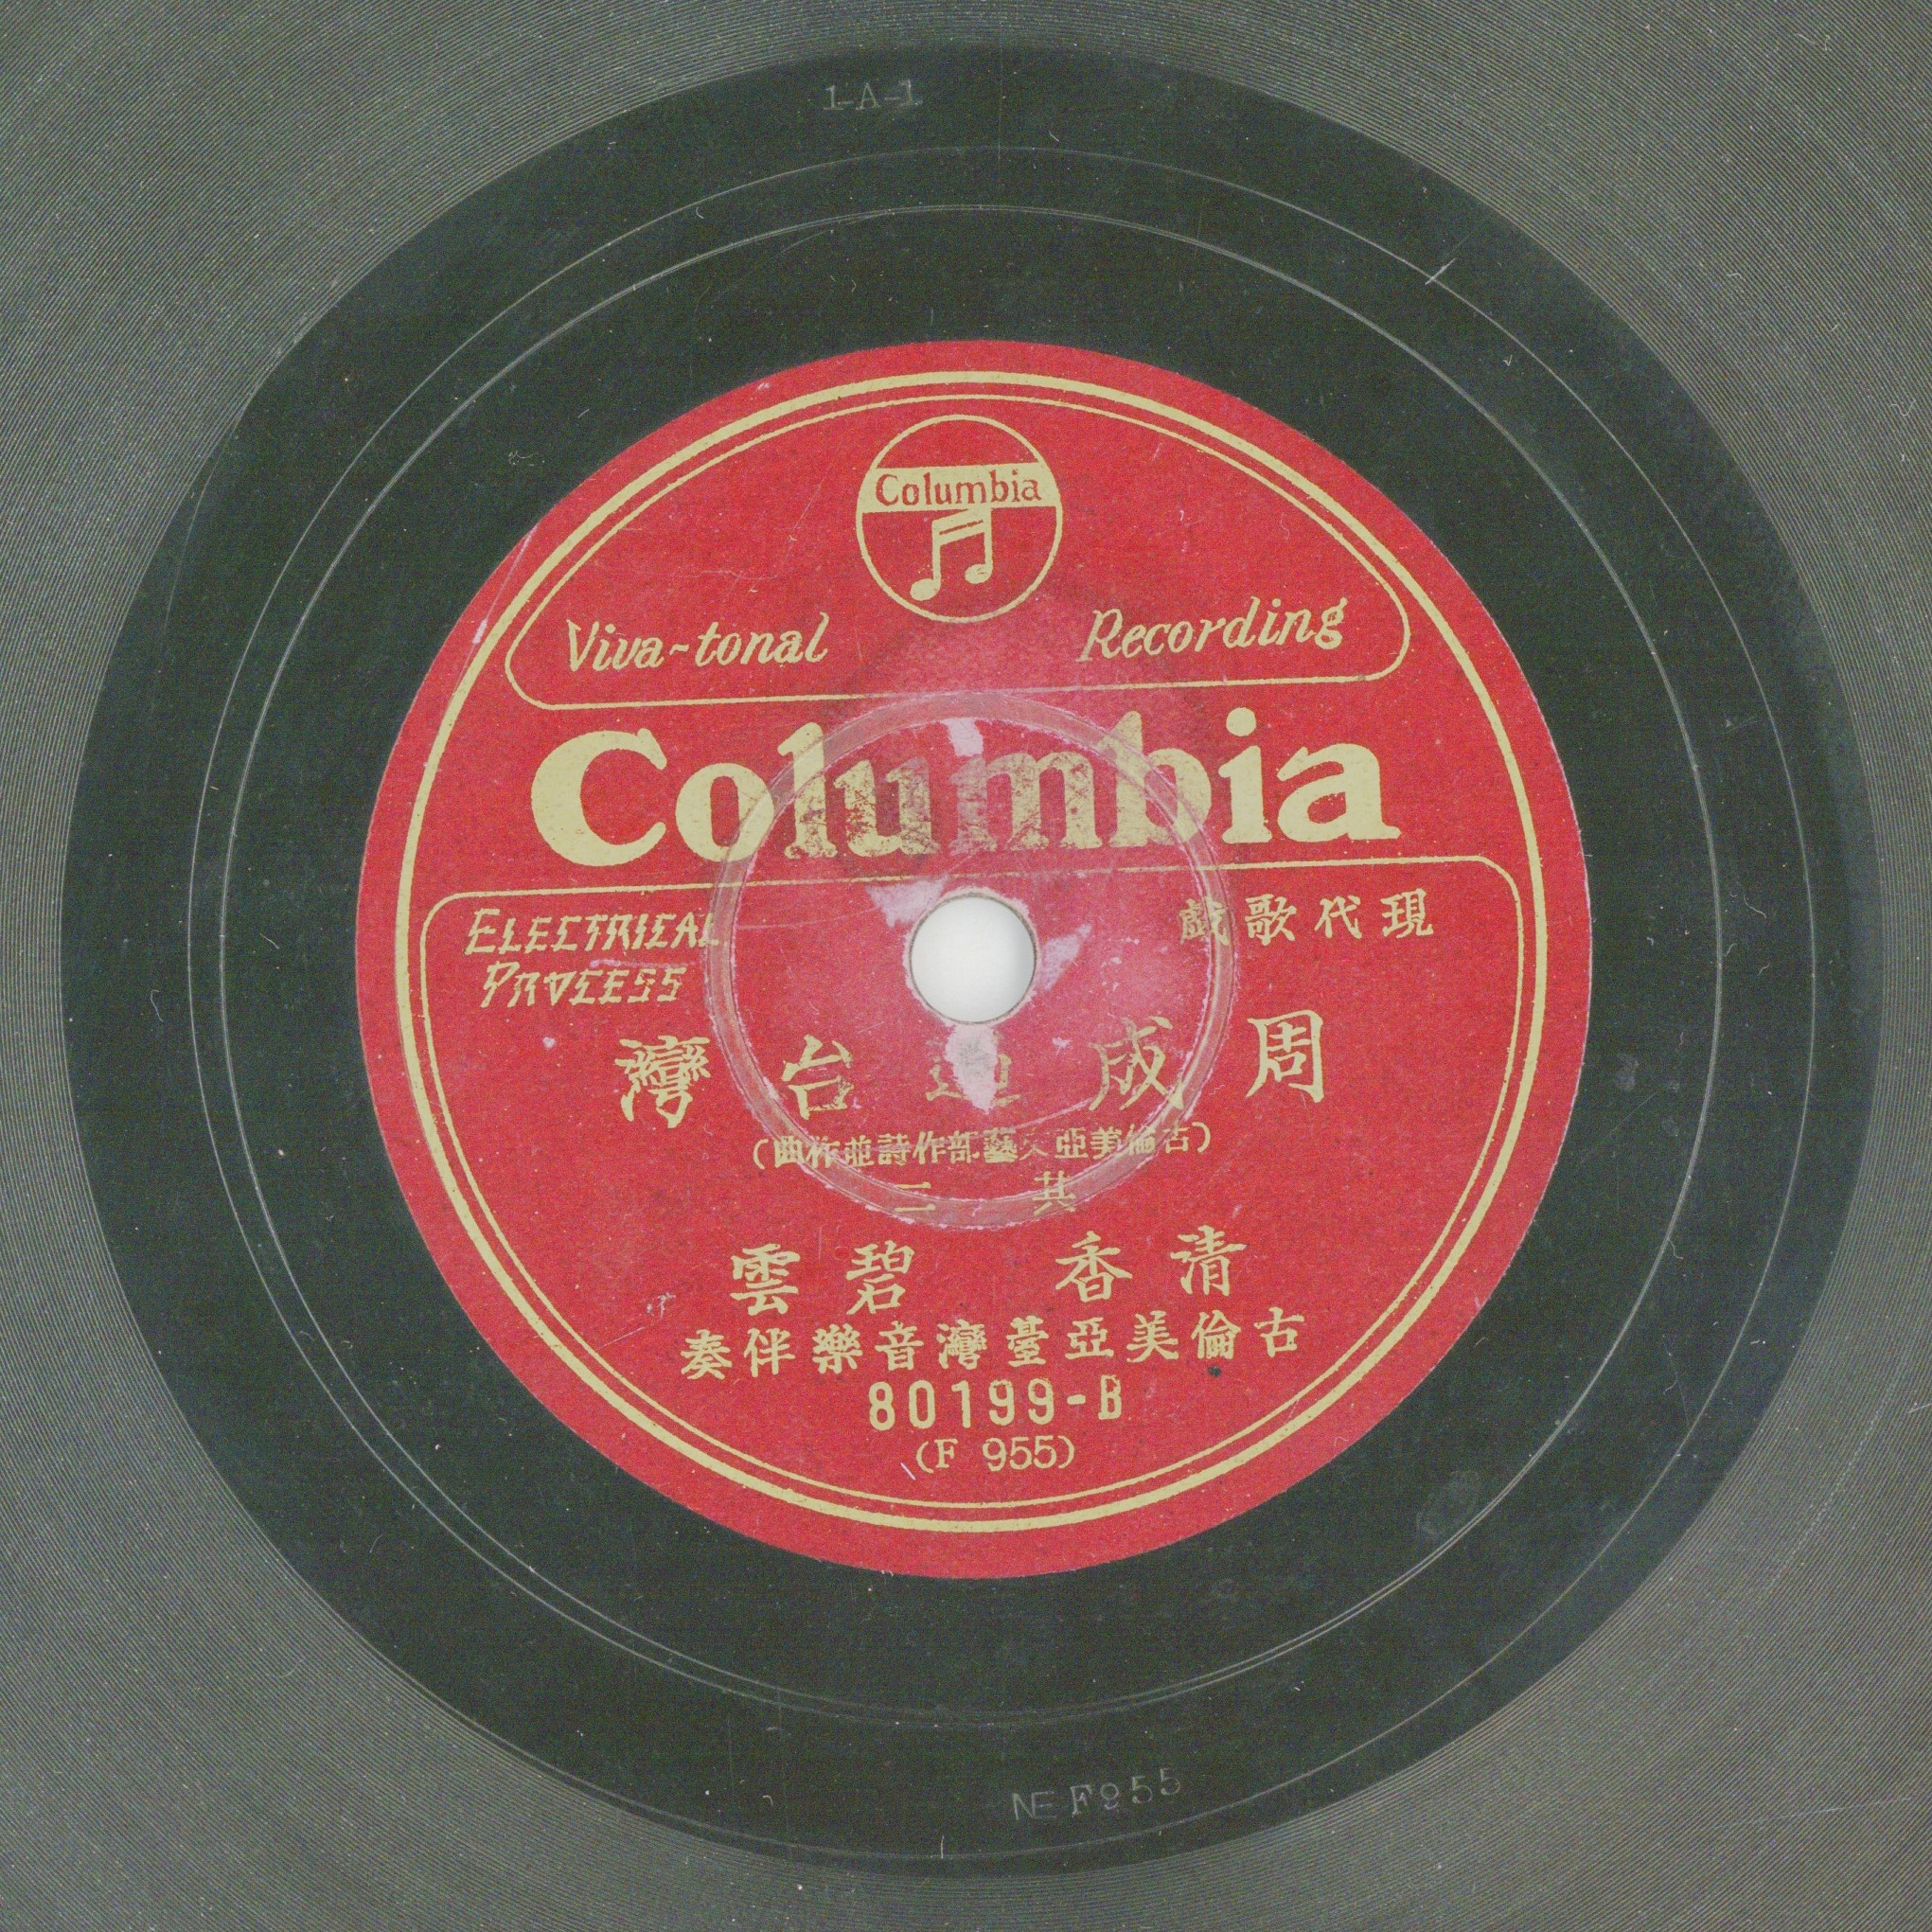 1-A-1
Columbia
Viva-tonal Recording
Columbia
ELECTRICAL
PROCESS
現代歌戲
周成過台灣
(古倫美亞文藝部作詩並作曲)
其二
清香 碧雲
古倫美亞臺灣音樂伴奏
80199-B
(F 955)
NE F955